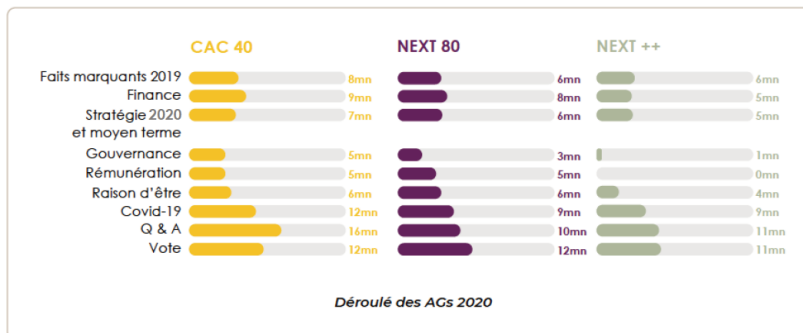 CAC 40 NEXT 80 NEXT ++
Faits marquants 2019 8mn 6mn 6mn
Finance 9mn 8mn 5mn
Stratégie 2020 7mn 6mn 5mn
et moyen terme
Gouvernance 5mn 3mn 1mn
Rémunération 5mn 5mn 0mn
Raison d'être 6mn 6mn 4mn
Covid-19 12mn 9mn 9mn
Q & A 16mn 10mn 11mn
Vote 12mn 12mn 11mn
Déroulé des AGs 2020